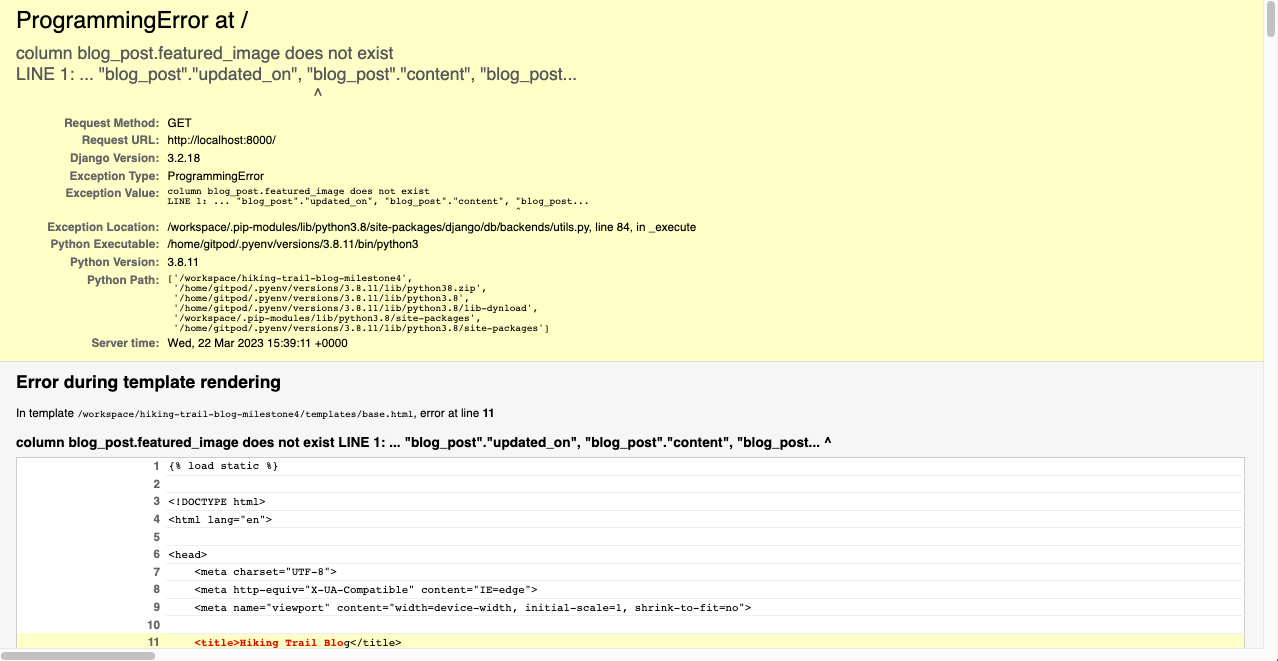 ProgrammingError at /
column blog_post.featured_image does not exist
LINE 1: ... "blog_post"."updated_on", "blog_post"."content", "blog_post...
^
Request Method: GET
Request URL: http://localhost:8000/
Django Version: 3.2.18
Exception Type: ProgrammingError
Exception Value: column blog_post.featured_image does not exist
LINE 1: ... "blog_post"."updated_on", "blog_post"."content", "blog_post...
^
Exception Location: /workspace/.pip-modules/lib/python3.8/site-packages/django/db/backends/utils.py, line 84, in _execute
Python Executable: /home/gitpod/.pyenv/versions/3.8.11/bin/python3
Python Version: 3.8.11
Python Path: ['/workspace/hiking-trail-blog-milestone4',
'/home/gitpod/.pyenv/versions/3.8.11/lib/python38.zip',
'/home/gitpod/.pyenv/versions/3.8.11/lib/python3.8',
'/home/gitpod/.pyenv/versions/3.8.11/lib/python3.8/lib-dynload',
'/workspace/.pip-modules/lib/python3.8/site-packages',
'/home/gitpod/.pyenv/versions/3.8.11/lib/python3.8/site-packages']
Server time: Wed, 22 Mar 2023 15:39:11 +0000
Error during template rendering
In template /workspace/hiking-trail-blog-milestone4/templates/base.html, error at line 11
column blog_post.featured_image does not exist LINE 1: ... "blog_post"."updated_on", "blog_post"."content", "blog_post... ^
1 {% load static %}
2
3 <!DOCTYPE html>
4 <html lang="en">
5
6 <head>
7 <meta charset="UTF-8">
8 <meta http-equiv="X-UA-Compatible" content="IE=edge">
9 <meta name="viewport" content="width=device-width, initial-scale=1, shrink-to-fit=no">
10
11 <title>Hiking Trail Blog</title>